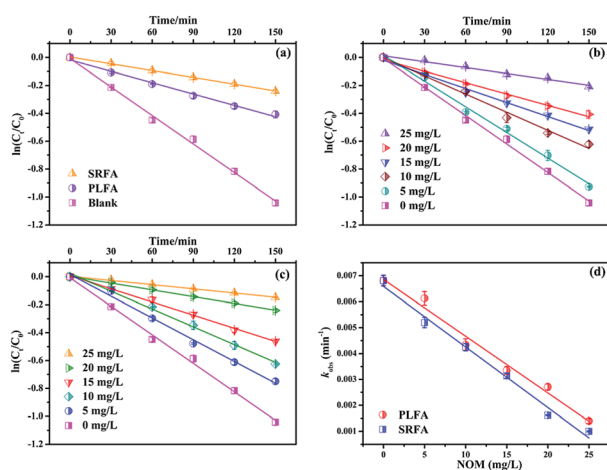 Time/min
0 30 60 90 120 150
(a)
0.0
-0.2
-0.4
-0.6
-0.8
-1.0
-1.2
ln(Ct/C0)
SRFA
PLFA
Blank
Time/min
0 30 60 90 120 150
(b)
0.0
-0.2
-0.4
-0.6
-0.8
-1.0
-1.2
ln(Ct/C0)
25 mg/L
20 mg/L
15 mg/L
10 mg/L
5 mg/L
0 mg/L
Time/min
0 30 60 90 120 150
(c)
0.0
-0.2
-0.4
-0.6
-0.8
-1.0
-1.2
ln(Ct/C0)
25 mg/L
20 mg/L
15 mg/L
10 mg/L
5 mg/L
0 mg/L
(d)
0.007
0.006
0.005
0.004
0.003
0.002
0.001
kobs (min-1)
PLFA
SRFA
0 5 10 15 20 25
NOM (mg/L)